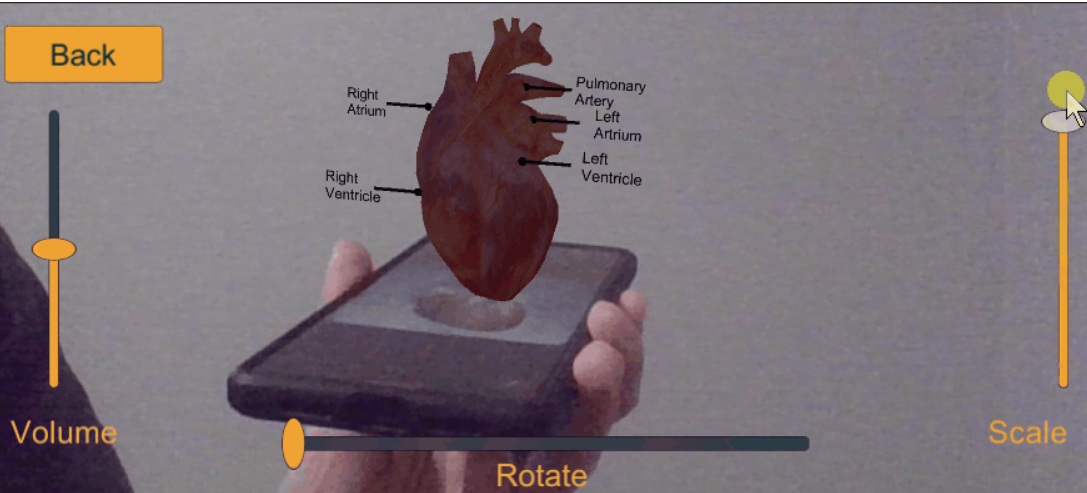 Back
Right
Atrium
Pulmonary
Artery
Left
Artrium
Left
Ventricle
Right
Ventricle
Volume
Scale
Rotate